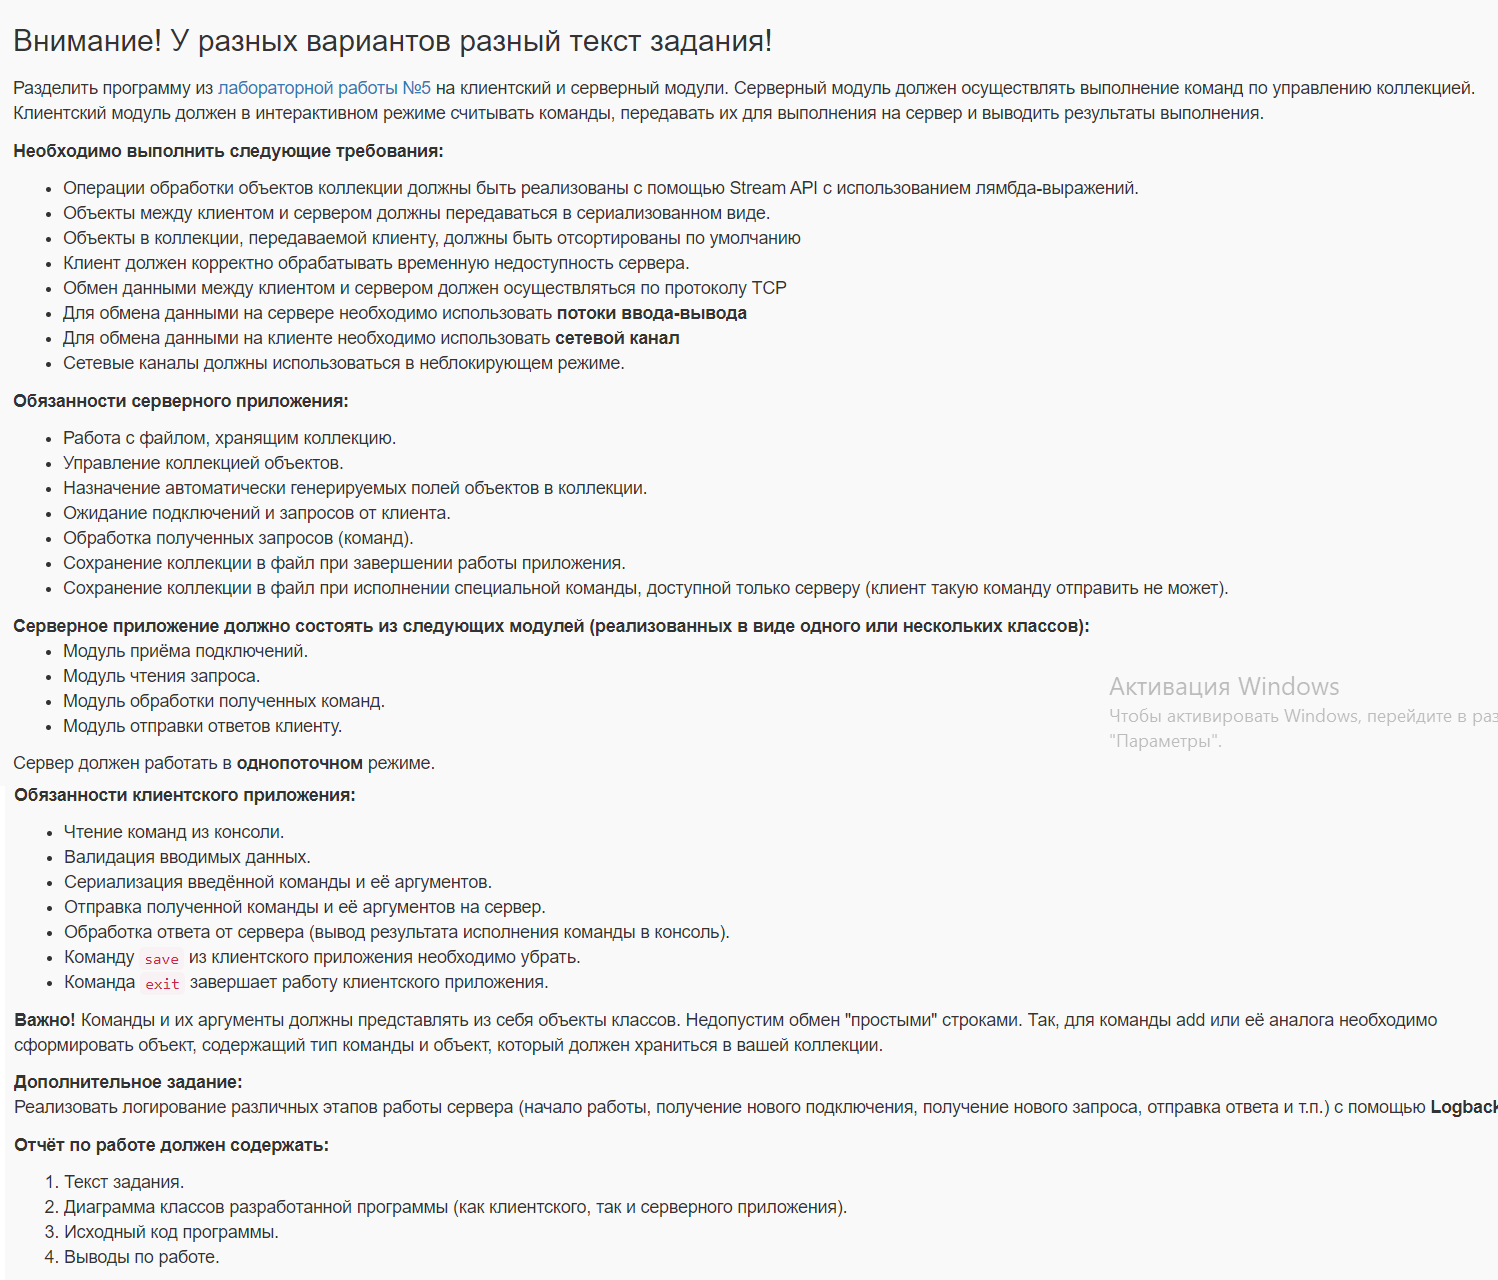 Внимание! У разных вариантов разный текст задания!
Разделить программу из лабораторной работы №5 на клиентский и серверный модули. Серверный модуль должен осуществлять выполнение команд по управлению коллекцией.
Клиентский модуль должен в интерактивном режиме считывать команды, передавать их для выполнения на сервер и выводить результаты выполнения.
Необходимо выполнить следующие требования:
• Операции обработки объектов коллекции должны быть реализованы с помощью Stream API с использованием лямбда-выражений.
• Объекты между клиентом и сервером должны передаваться в сериализованном виде.
• Объекты в коллекции, передаваемой клиенту, должны быть отсортированы по умолчанию
• Клиент должен корректно обрабатывать временную недоступность сервера.
• Обмен данными между клиентом и сервером должен осуществляться по протоколу TCP
• Для обмена данными на сервере необходимо использовать потоки ввода-вывода
• Для обмена данными на клиенте необходимо использовать сетевой канал
• Сетевые каналы должны использоваться в неблокирующем режиме.
Обязанности серверного приложения:
• Работа с файлом, хранящим коллекцию.
• Управление коллекцией объектов.
• Назначение автоматически генерируемых полей объектов в коллекции.
• Ожидание подключений и запросов от клиента.
• Обработка полученных запросов (команд).
• Сохранение коллекции в файл при завершении работы приложения.
• Сохранение коллекции в файл при исполнении специальной команды, доступной только серверу (клиент такую команду отправить не может).
Серверное приложение должно состоять из следующих модулей (реализованных в виде одного или нескольких классов):
• Модуль приёма подключений.
• Модуль чтения запроса.
• Модуль обработки полученных команд.
• Модуль отправки ответов клиенту.
Активация Windows
Чтобы активировать Windows, перейдите в раз
"Параметры".
Сервер должен работать в однопоточном режиме.
Обязанности клиентского приложения:
• Чтение команд из консоли.
• Валидация вводимых данных.
• Сериализация введённой команды и её аргументов.
• Отправка полученной команды и её аргументов на сервер.
• Обработка ответа от сервера (вывод результата исполнения команды в консоль).
• Команду save из клиентского приложения необходимо убрать.
• Команда exit завершает работу клиентского приложения.
Важно! Команды и их аргументы должны представлять из себя объекты классов. Недопустим обмен "простыми" строками. Так, для команды add или её аналога необходимо
сформировать объект, содержащий тип команды и объект, который должен храниться в вашей коллекции.
Дополнительное задание:
Реализовать логирование различных этапов работы сервера (начало работы, получение нового подключения, получение нового запроса, отправка ответа и т.п.) с помощью Logback
Отчёт по работе должен содержать:
1. Текст задания.
2. Диаграмма классов разработанной программы (как клиентского, так и серверного приложения).
3. Исходный код программы.
4. Выводы по работе.